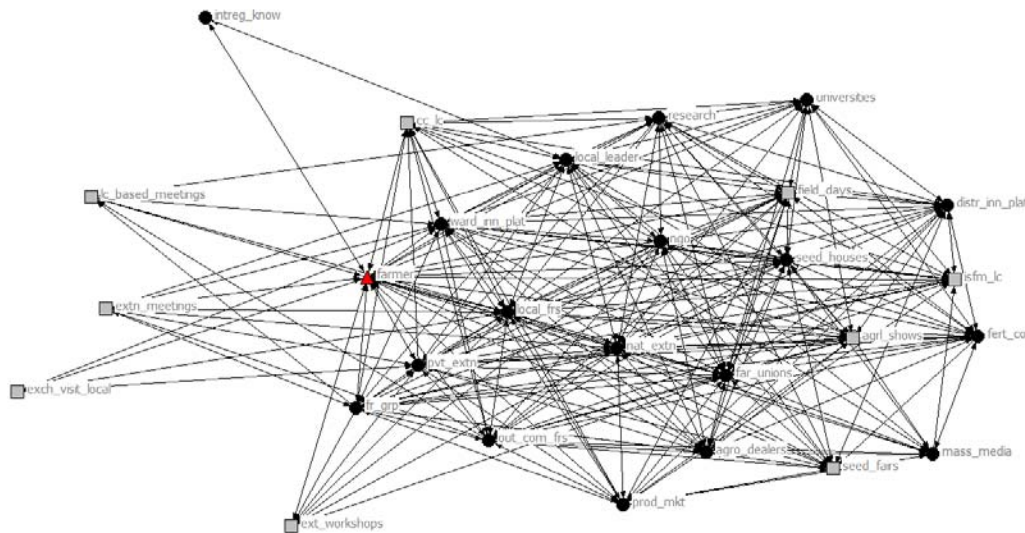 intreg_know
universities
research
cc_lc
local_leader
lc_based_meetings
field_days
distr_inn_plat
ward_inn_plat
ngo
seed_houses
farmer
isfm_lc
extn_meetings
local_frs
fert_co
agrl_shows
nat_extn
pvt_extn
far_unions
exch_visit_local
fr_grp
out_com_frs
agro_dealers
mass_media
seed_fairs
prod_mkt
ext_workshops